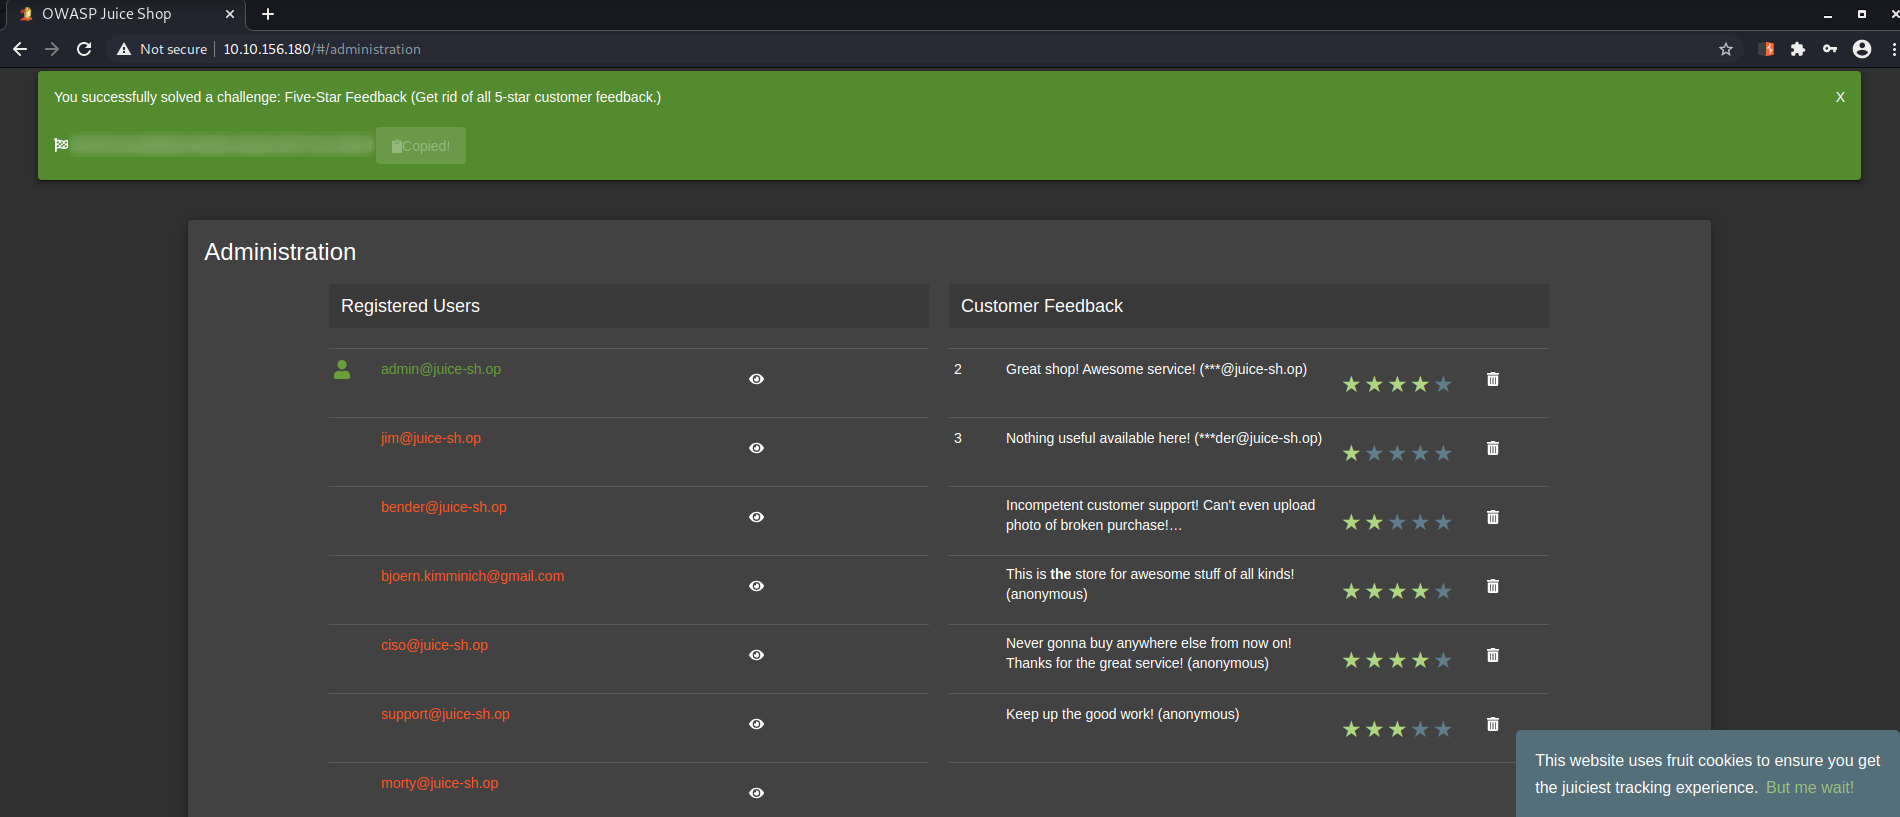 OWASP Juice Shop
Not secure 10.10.156.180/#/administration
You successfully solved a challenge: Five-Star Feedback (Get rid of all 5-star customer feedback.)
X
Copied!
Administration
Registered Users
admin@juice-sh.op
jim@juice-sh.op
bender@juice-sh.op
bjoern.kimminich@gmail.com
ciso@juice-sh.op
support@juice-sh.op
morty@juice-sh.op
Customer Feedback
2 Great shop! Awesome service! (***@juice-sh.op)
3 Nothing useful available here! (***der@juice-sh.op)
Incompetent customer support! Can't even upload
photo of broken purchase!…
This is the store for awesome stuff of all kinds!
(anonymous)
Never gonna buy anywhere else from now on!
Thanks for the great service! (anonymous)
Keep up the good work! (anonymous)
This website uses fruit cookies to ensure you get
the juiciest tracking experience. But me wait!